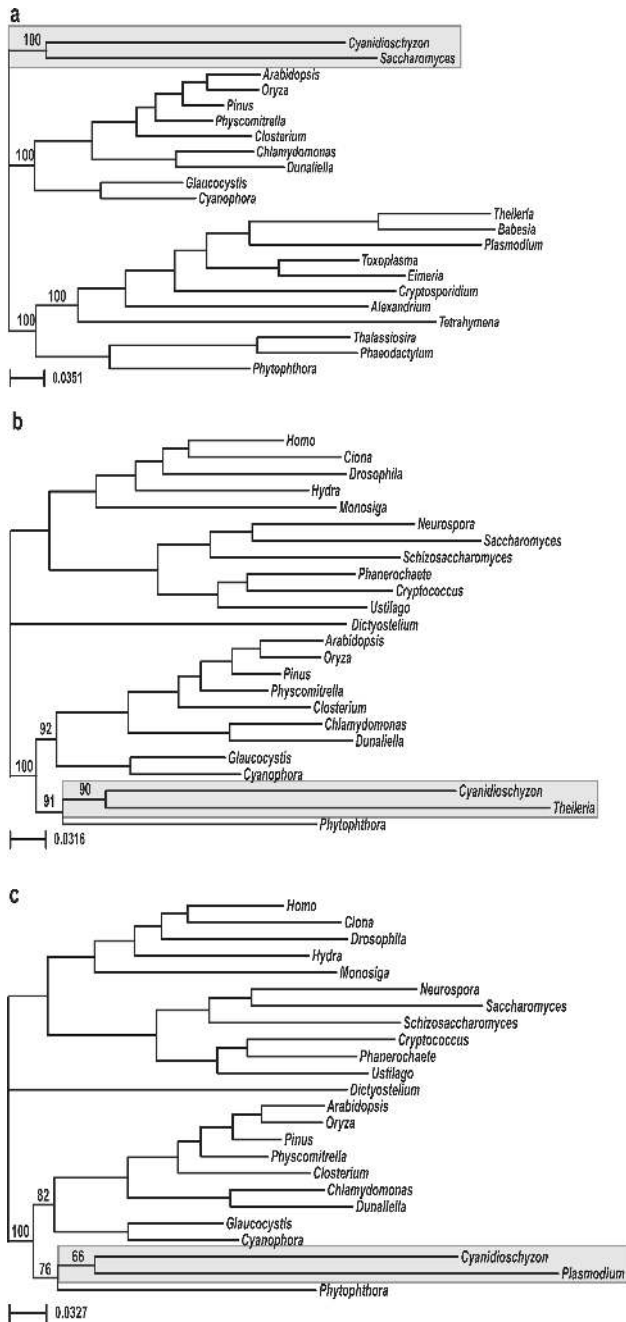 a
100
Cyanidioschyzon
Saccharomyces
Arabidopsis
Oryza
Pinus
Physcomitrella
Closterium
Chlamydomonas
Dunaliella
100
Glaucocystis
Cyanophora
Theileria
Babesia
Plasmodium
Toxoplasma
Eimeria
Cryptosporidium
100
Alexandrium
Tetrahymena
100
Thalassiosira
Phaeodactylum
Phytophthora
0.0351
b
Homo
Ciona
Drosophila
Hydra
Monosiga
Neurospora
Saccharomyces
Schizosaccharomyces
Phanerochaete
Cryptococcus
Ustilago
Dictyostelium
Arabidopsis
Oryza
Pinus
Physcomitrella
Closterium
Chlamydomonas
92
Dunaliella
Glaucocystis
100
Cyanophora
90
Cyanidioschyzon
91
Theileria
Phytophthora
0.0316
c
Homo
Ciona
Drosophila
Hydra
Monosiga
Neurospora
Saccharomyces
Schizosaccharomyces
Cryptococcus
Phanerochaete
Ustilago
Dictyostelium
Arabidopsis
Oryza
Pinus
Physcomitrella
Closterium
Chlamydomonas
82
Dunaliella
Glaucocystis
100
Cyanophora
66
Cyanidioschyzon
76
Plasmodium
Phytophthora
0.0327